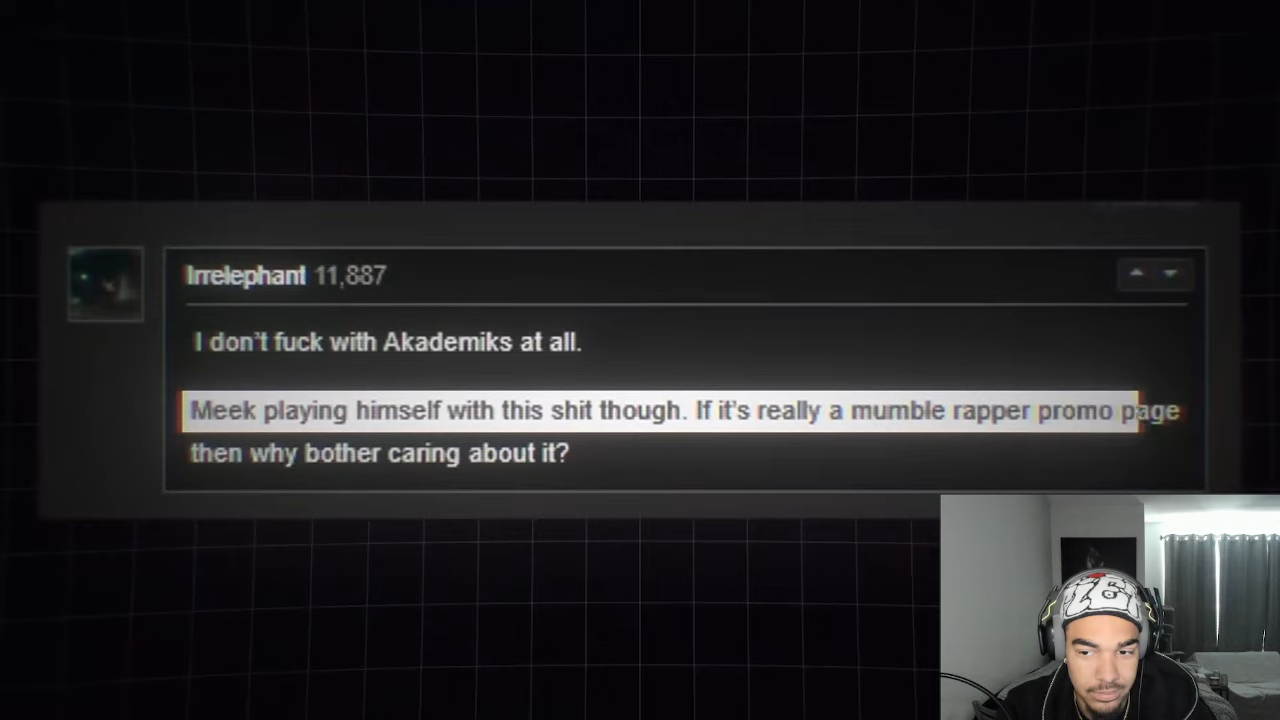 Irrelephant 11,887
I don't fuck with Akademiks at all.
Meek playing himself with this shit though. If it's really a mumble rapper promo page
then why bother caring about it?